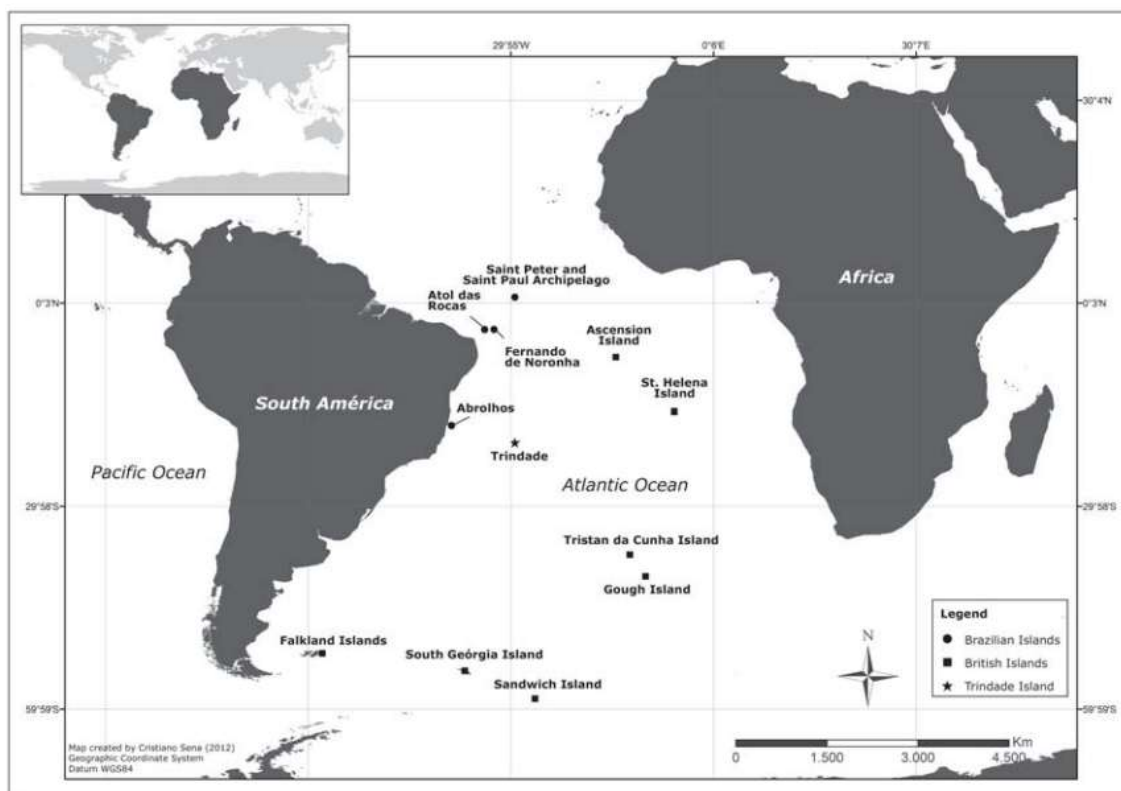 29°55'W
0°6'E
30°7'E
30°4'N
30°4'N
Saint Peter and
Saint Paul Archipelago
Africa
Atol das
Rocas
0°3'N
0°3'N
Ascension
Island
Fernando
de Noronha
St. Helena
Island
South América
Abrolhos
Trindade
Pacific Ocean
Atlantic Ocean
29°58'S
29°58'S
Tristan da Cunha Island
Gough Island
Legend
Brazilian Islands
British Islands
Trindade Island
N
Falkland Islands
South Geórgia Island
Sandwich Island
59°59'S
59°59'S
Map created by Cristiano Sena (2012)
Geographic Coordinate System
Datum WGS84
Km
0
1.500
3.000
4.500